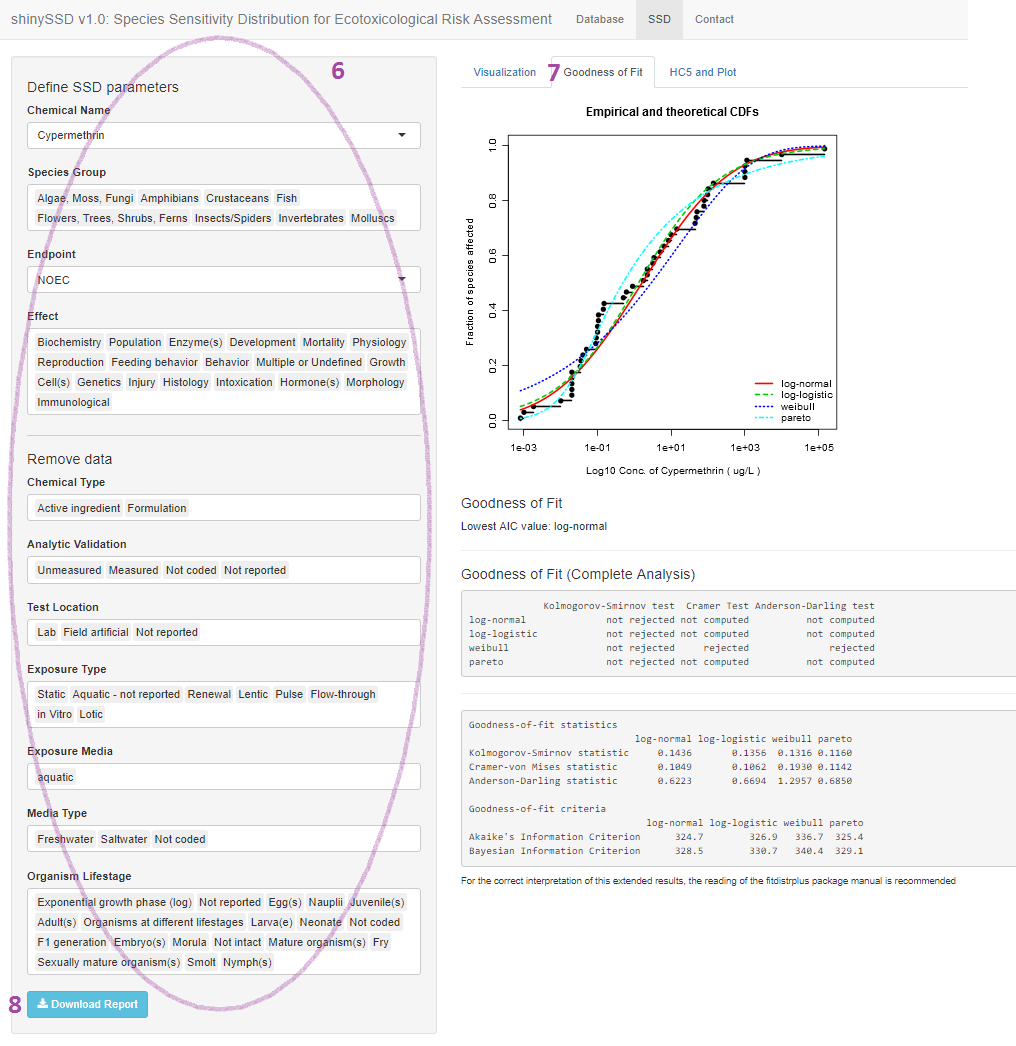 shinySSD v1.0: Species Sensitivity Distribution for Ecotoxicological Risk Assessment Database SSD Contact
6
Define SSD parameters
Chemical Name
Cypermethrin
Species Group
Algae, Moss, Fungi Amphibians Crustaceans Fish
Flowers, Trees, Shrubs, Ferns Insects/Spiders Invertebrates Molluscs
Endpoint
NOEC
Effect
Biochemistry Population Enzyme(s) Development Mortality Physiology
Reproduction Feeding behavior Behavior Multiple or Undefined Growth
Cell(s) Genetics Injury Histology Intoxication Hormone(s) Morphology
Immunological
Remove data
Chemical Type
Active ingredient Formulation
Analytic Validation
Unmeasured Measured Not coded Not reported
Test Location
Lab Field artificial Not reported
Exposure Type
Static Aquatic - not reported Renewal Lentic Pulse Flow-through
in Vitro Lotic
Exposure Media
aquatic
Media Type
Freshwater Saltwater Not coded
Organism Lifestage
Exponential growth phase (log) Not reported Egg(s) Nauplii Juvenile(s)
Adult(s) Organisms at different lifestages Larva(e) Neonate Not coded
F1 generation Embryo(s) Morula Not intact Mature organism(s) Fry
Sexually mature organism(s) Smolt Nymph(s)
8 Download Report
Visualization 7 Goodness of Fit HC5 and Plot
Empirical and theoretical CDFs
Fraction of species affected
1.0
0.8
0.6
0.4
0.2
0.0
log-normal
log-logistic
weibull
pareto
1e-03 1e-01 1e+01 1e+03 1e+05
Log10 Conc. of Cypermethrin ( ug/L )
Goodness of Fit
Lowest AIC value: log-normal
Goodness of Fit (Complete Analysis)
Kolmogorov-Smirnov test Cramer Test Anderson-Darling test
log-normal not rejected not computed not computed
log-logistic not rejected not computed not computed
weibull not rejected rejected rejected
pareto not rejected not computed not computed
Goodness-of-fit statistics
log-normal log-logistic weibull pareto
Kolmogorov-Smirnov statistic 0.1436 0.1356 0.1316 0.1160
Cramer-von Mises statistic 0.1049 0.1062 0.1930 0.1142
Anderson-Darling statistic 0.6223 0.6694 1.2957 0.6850
Goodness-of-fit criteria
log-normal log-logistic weibull pareto
Akaike's Information Criterion 324.7 326.9 336.7 325.4
Bayesian Information Criterion 328.5 330.7 340.4 329.1
For the correct interpretation of this extended results, the reading of the fitdistrplus package manual is recommended